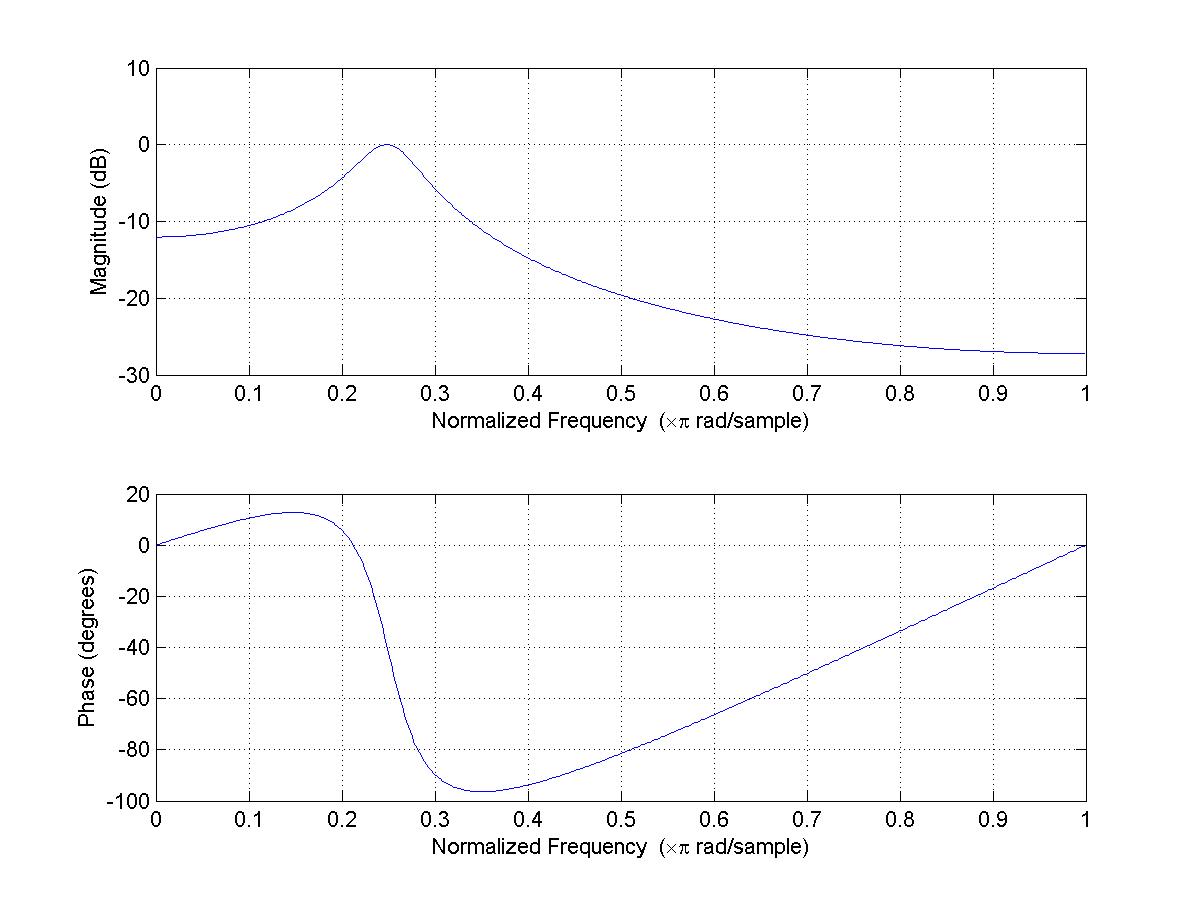 10
0
-10
-20
-30
Magnitude (dB)
0 0.1 0.2 0.3 0.4 0.5 0.6 0.7 0.8 0.9 1
Normalized Frequency (×π rad/sample)
20
0
-20
-40
-60
-80
-100
Phase (degrees)
0 0.1 0.2 0.3 0.4 0.5 0.6 0.7 0.8 0.9 1
Normalized Frequency (×π rad/sample)